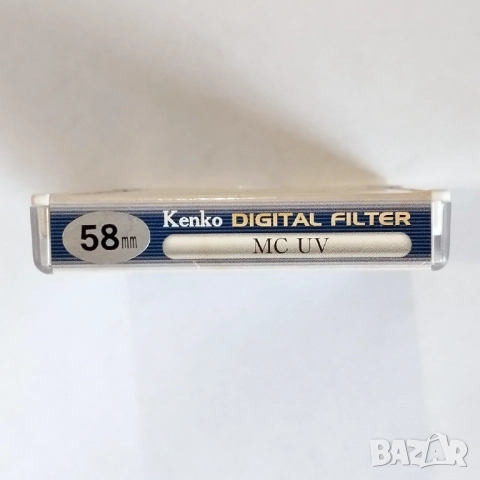 58mm
Kenko DIGITAL FILTER
MC UV
BAZAR